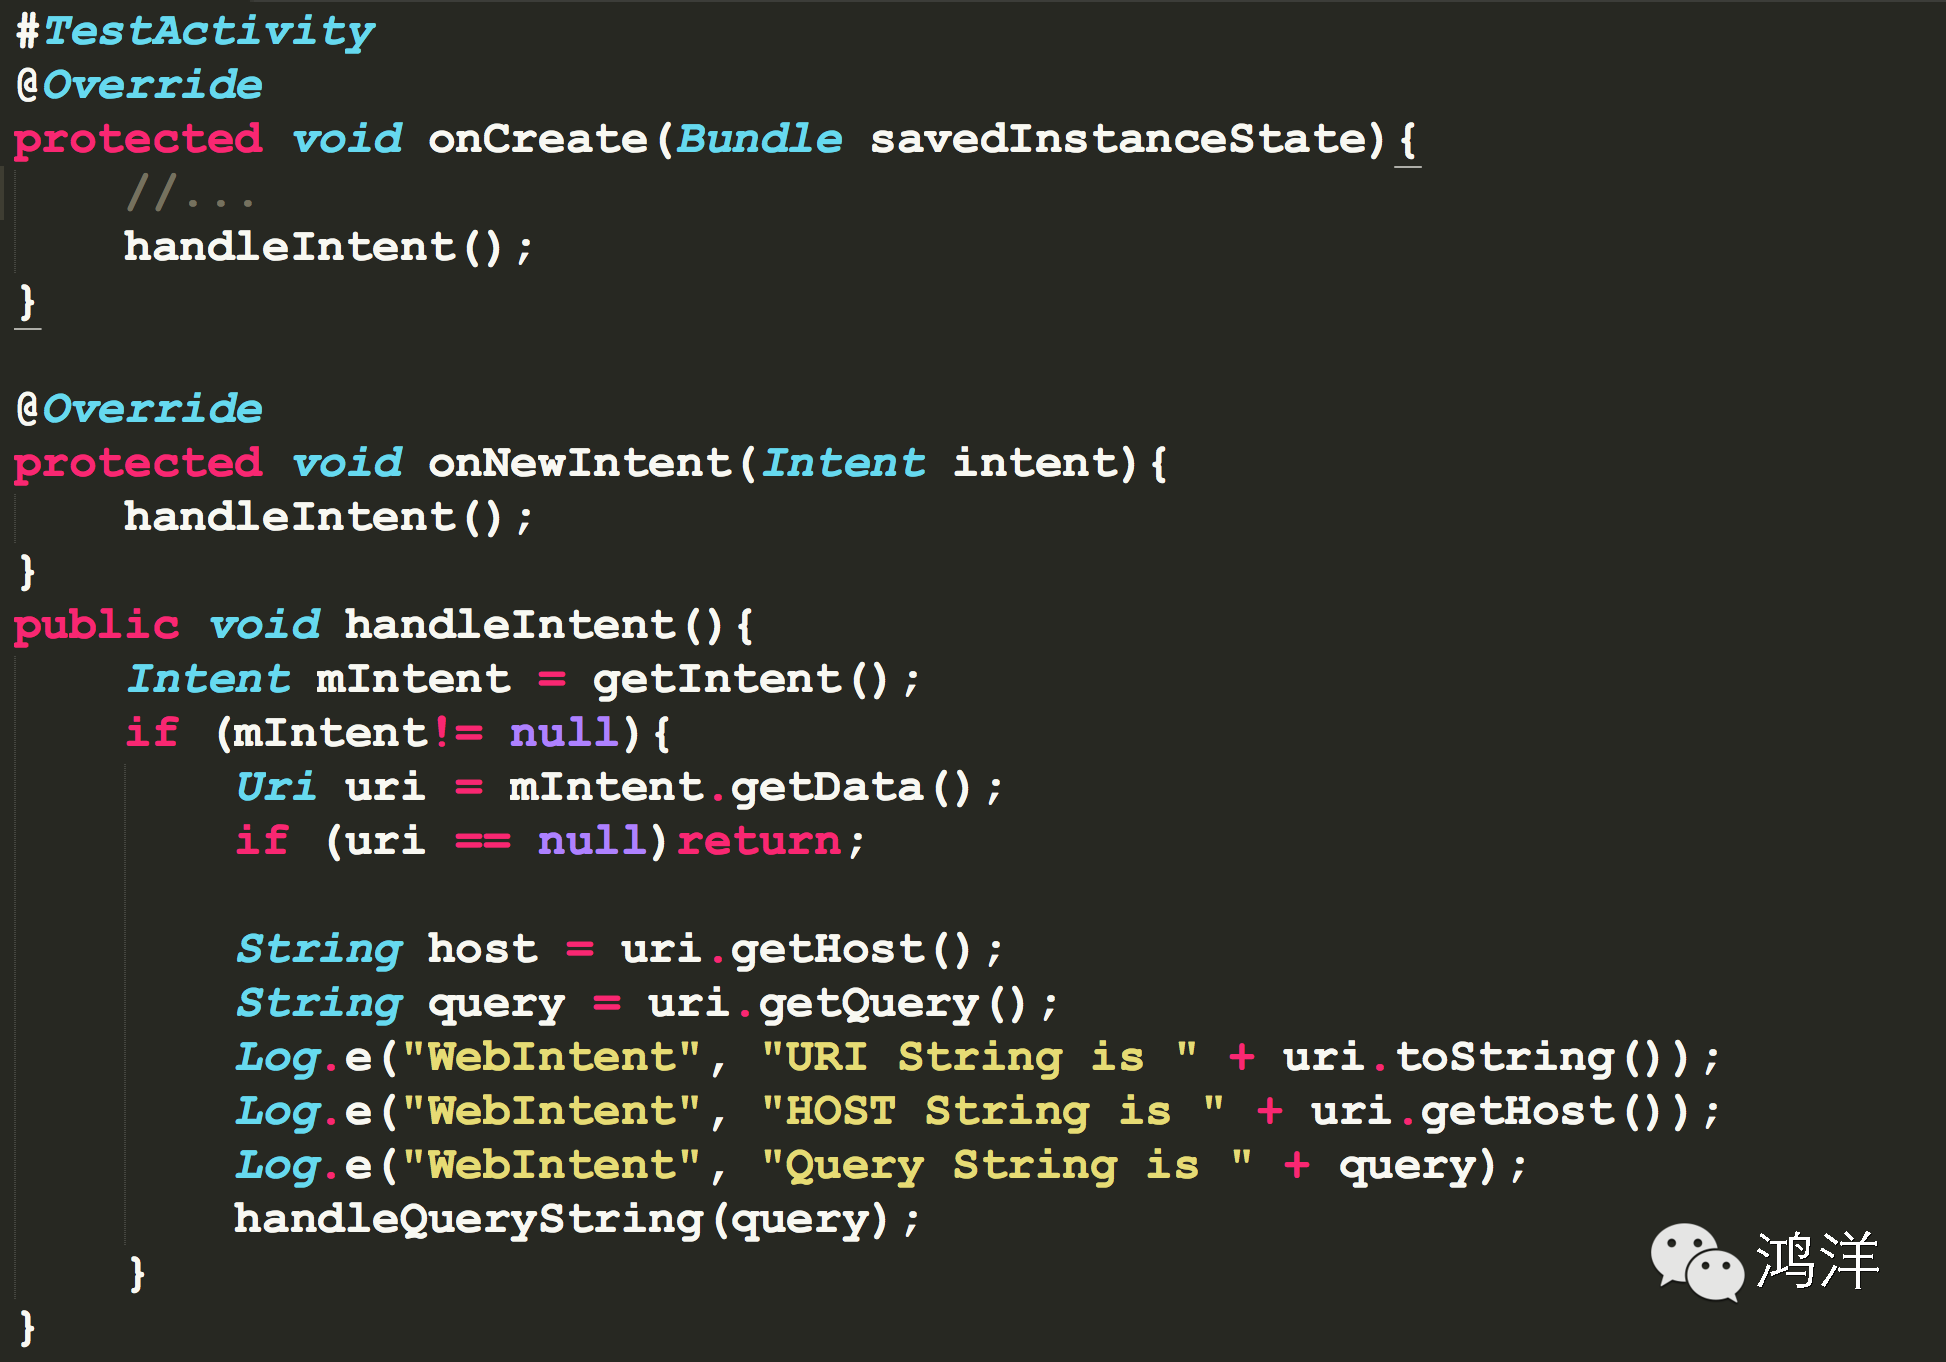 #TestActivity
@Override
protected void onCreate(Bundle savedInstanceState){
    //...
    handleIntent();
}

@Override
protected void onNewIntent(Intent intent){
    handleIntent();
}
public void handleIntent(){
    Intent mIntent = getIntent();
    if (mIntent!= null){
        Uri uri = mIntent.getData();
        if (uri == null)return;

        String host = uri.getHost();
        String query = uri.getQuery();
        Log.e("WebIntent", "URI String is " + uri.toString());
        Log.e("WebIntent", "HOST String is " + uri.getHost());
        Log.e("WebIntent", "Query String is " + query);
        handleQueryString(query);
    }
}
鸿洋